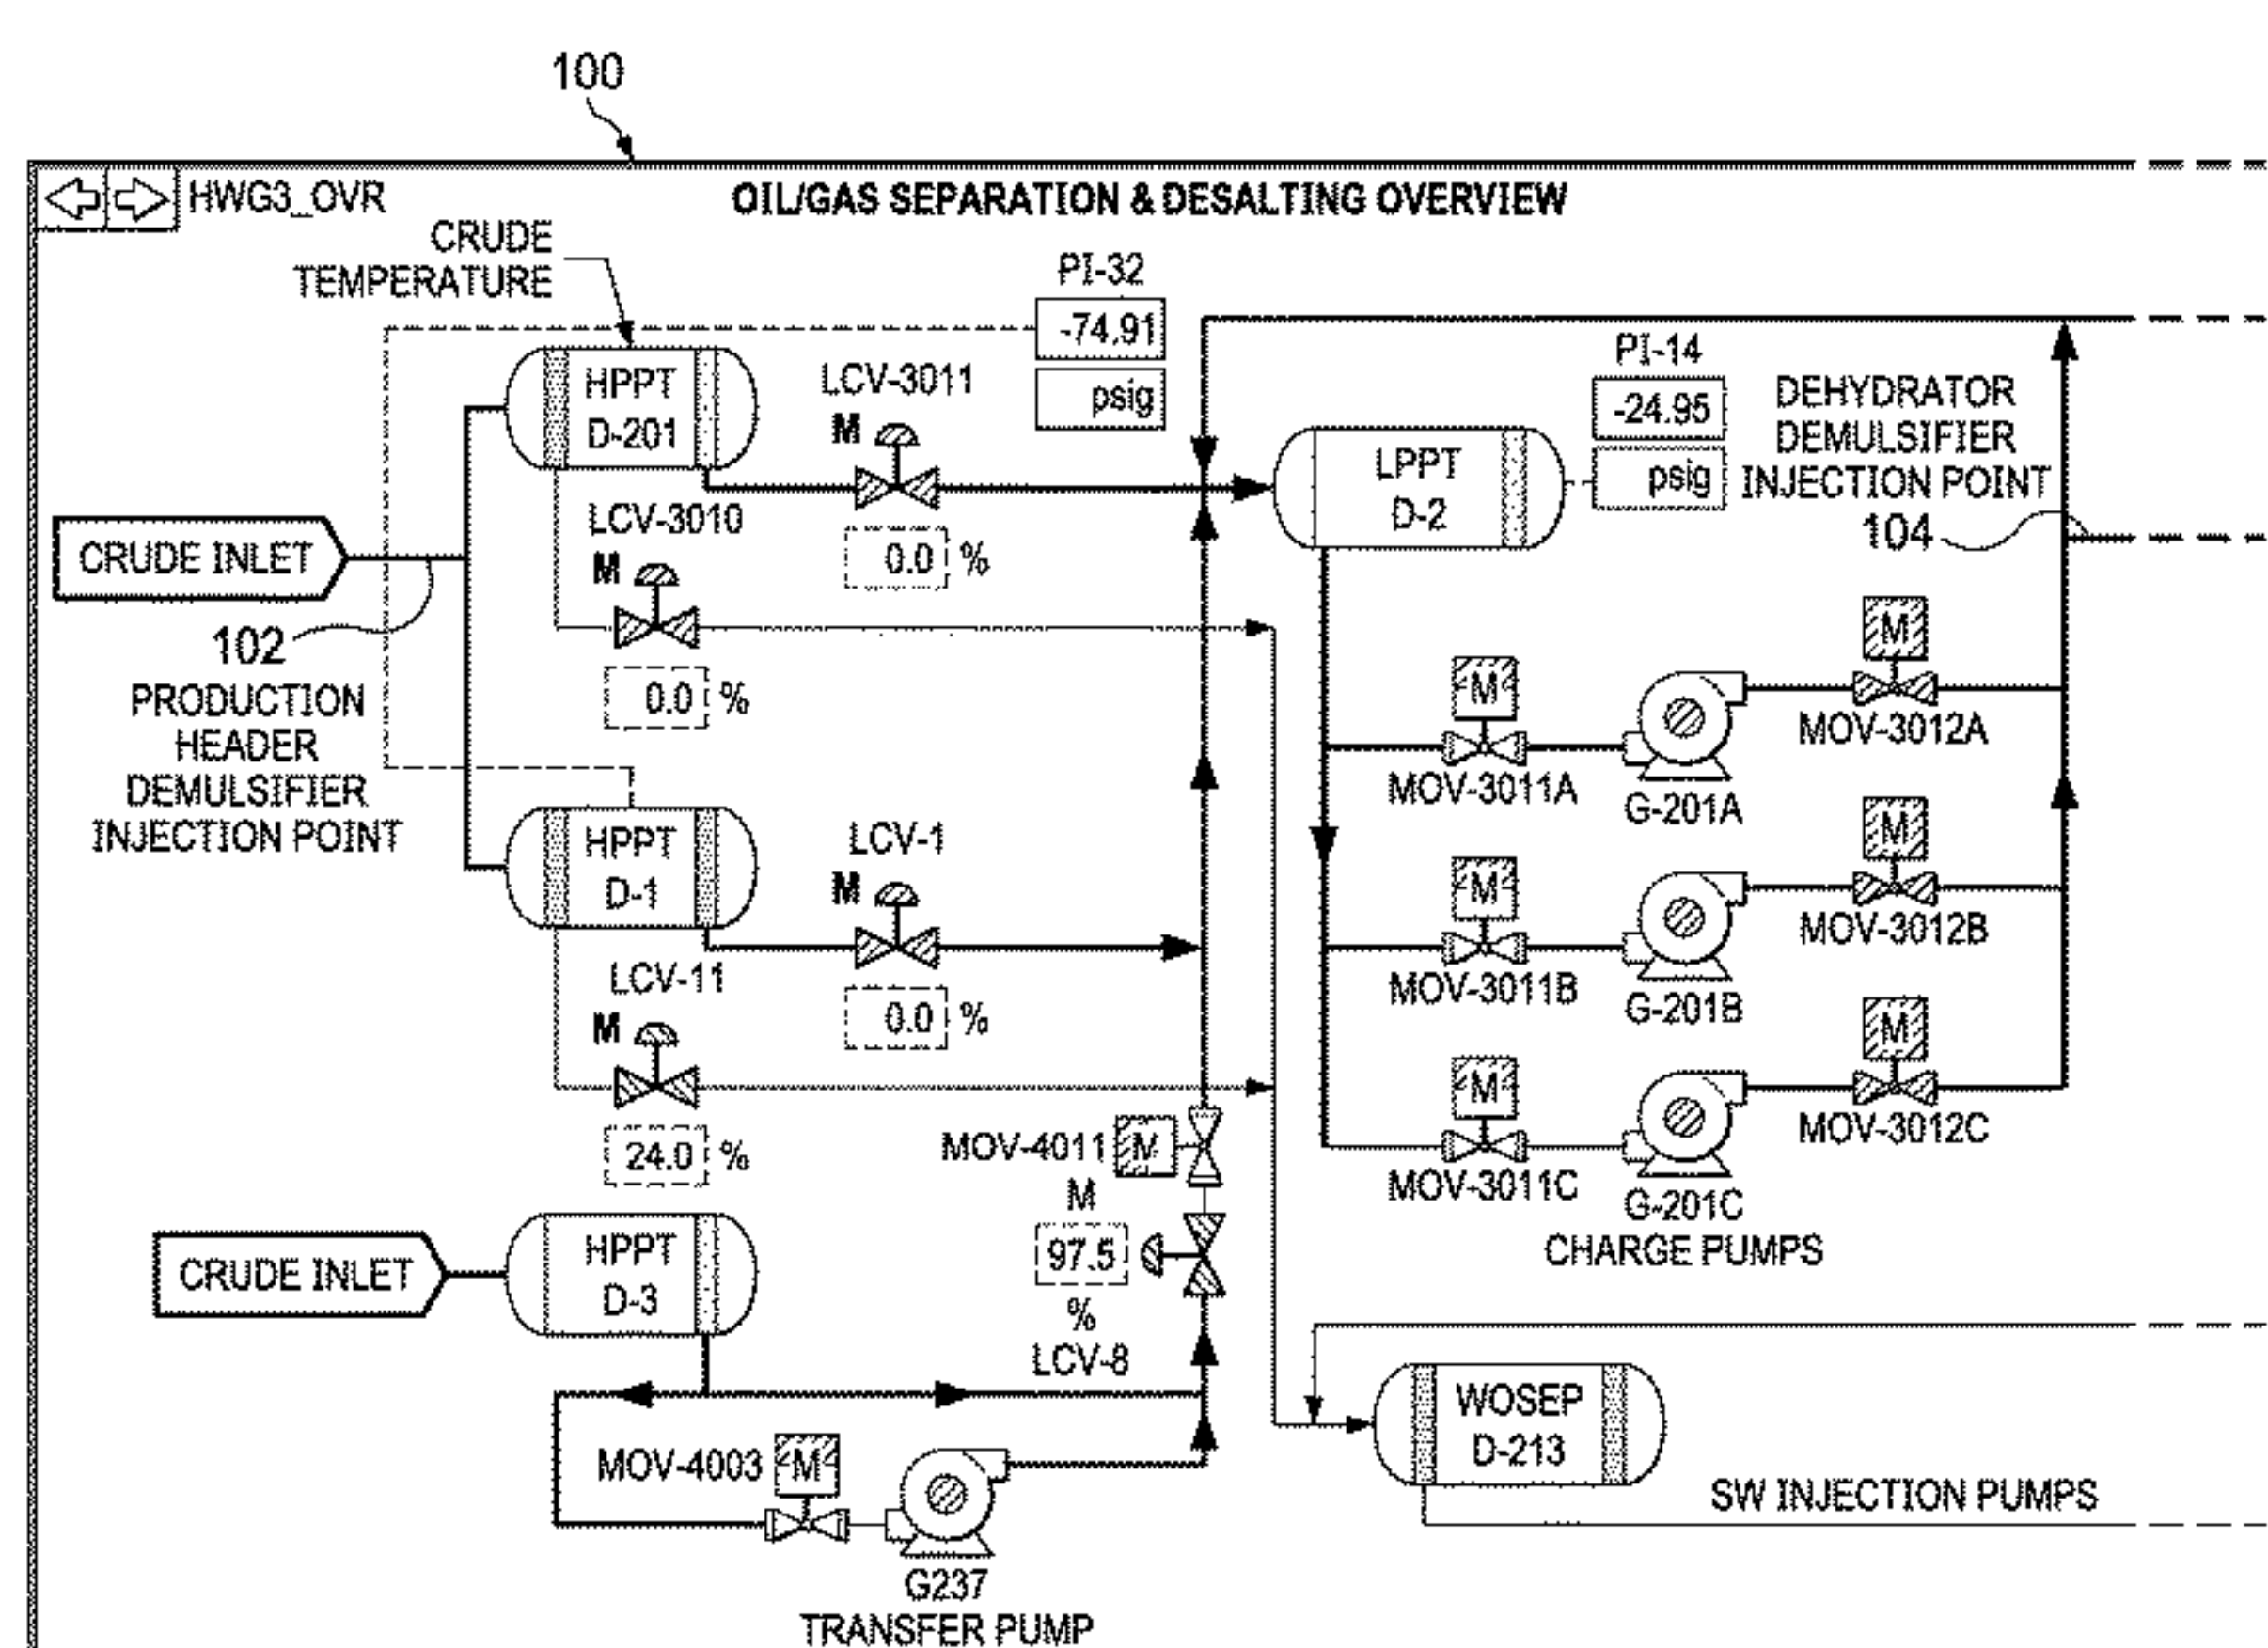 100
HWG3_OVR
OIL/GAS SEPARATION & DESALTING OVERVIEW
CRUDE
TEMPERATURE
PI-32
-74.91
psig
HPPT
D-201
LCV-3011
M
0.0 %
LCV-3010
M
0.0 %
CRUDE INLET
102
PRODUCTION
HEADER
DEMULSIFIER
INJECTION POINT
LPPT
D-2
PI-14
-24.95
psig
DEHYDRATOR
DEMULSIFIER
INJECTION POINT
104
M
MOV-3011A
G-201A
M
MOV-3012A
HPPT
D-1
LCV-1
M
0.0 %
LCV-11
M
24.0 %
M
MOV-3011B
G-201B
M
MOV-3012B
M
MOV-3011C
G-201C
CHARGE PUMPS
M
MOV-3012C
MOV-4011 M
M
97.5
%
LCV-8
CRUDE INLET
HPPT
D-3
MOV-4003 M
G237
TRANSFER PUMP
WOSEP
D-213
SW INJECTION PUMPS